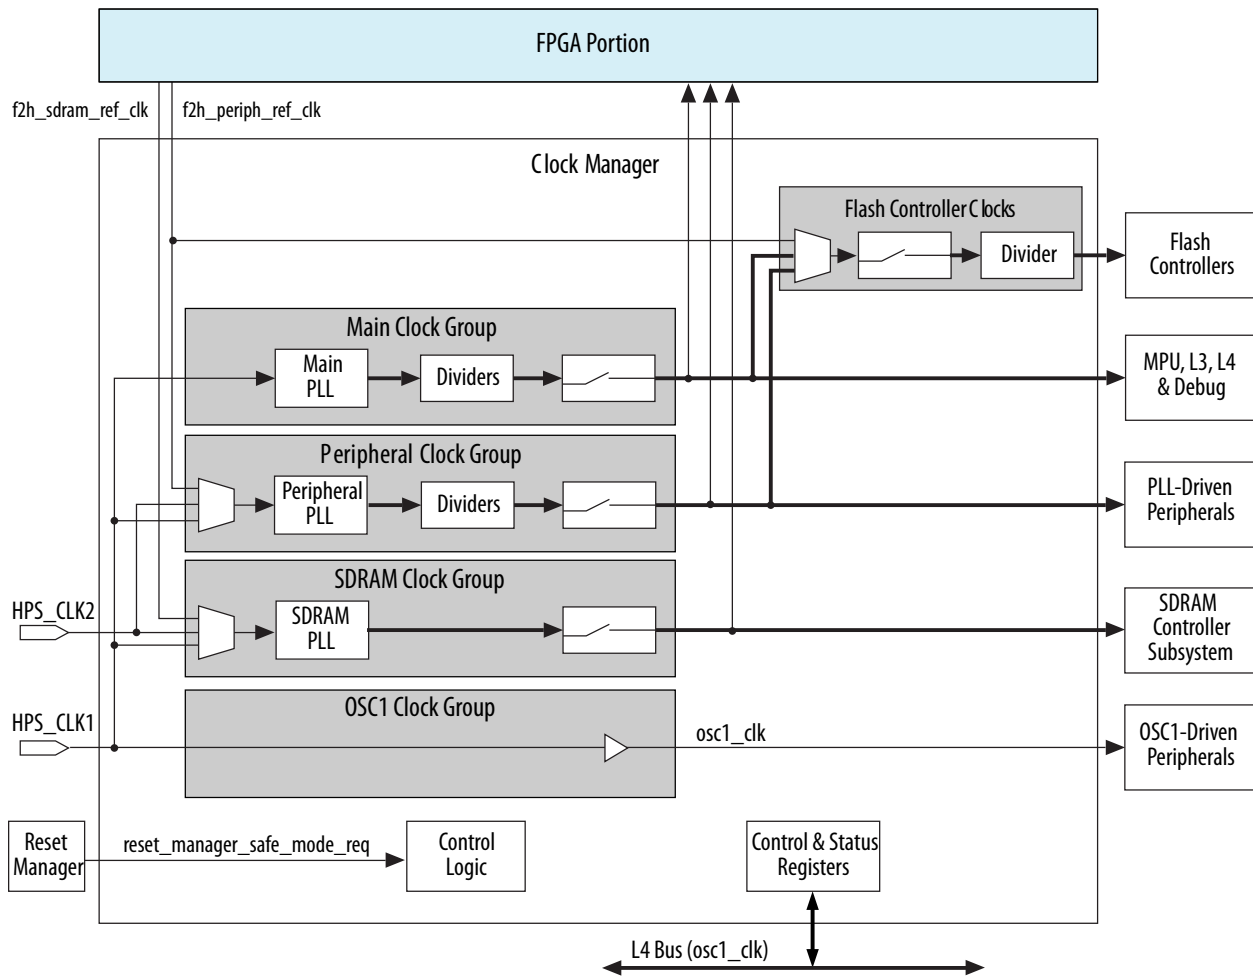 FPGA Portion
f2h_sdram_ref_clk
f2h_periph_ref_clk
Clock Manager
Flash Controller Clocks
Divider
Flash
Controllers
Main Clock Group
Main
PLL
Dividers
MPU, L3, L4
& Debug
Peripheral Clock Group
Peripheral
PLL
Dividers
PLL-Driven
Peripherals
SDRAM Clock Group
HPS_CLK2
SDRAM
PLL
SDRAM
Controller
Subsystem
OSC1 Clock Group
HPS_CLK1
osc1_clk
OSC1-Driven
Peripherals
Reset
Manager
reset_manager_safe_mode_req
Control
Logic
Control & Status
Registers
L4 Bus (osc1_clk)